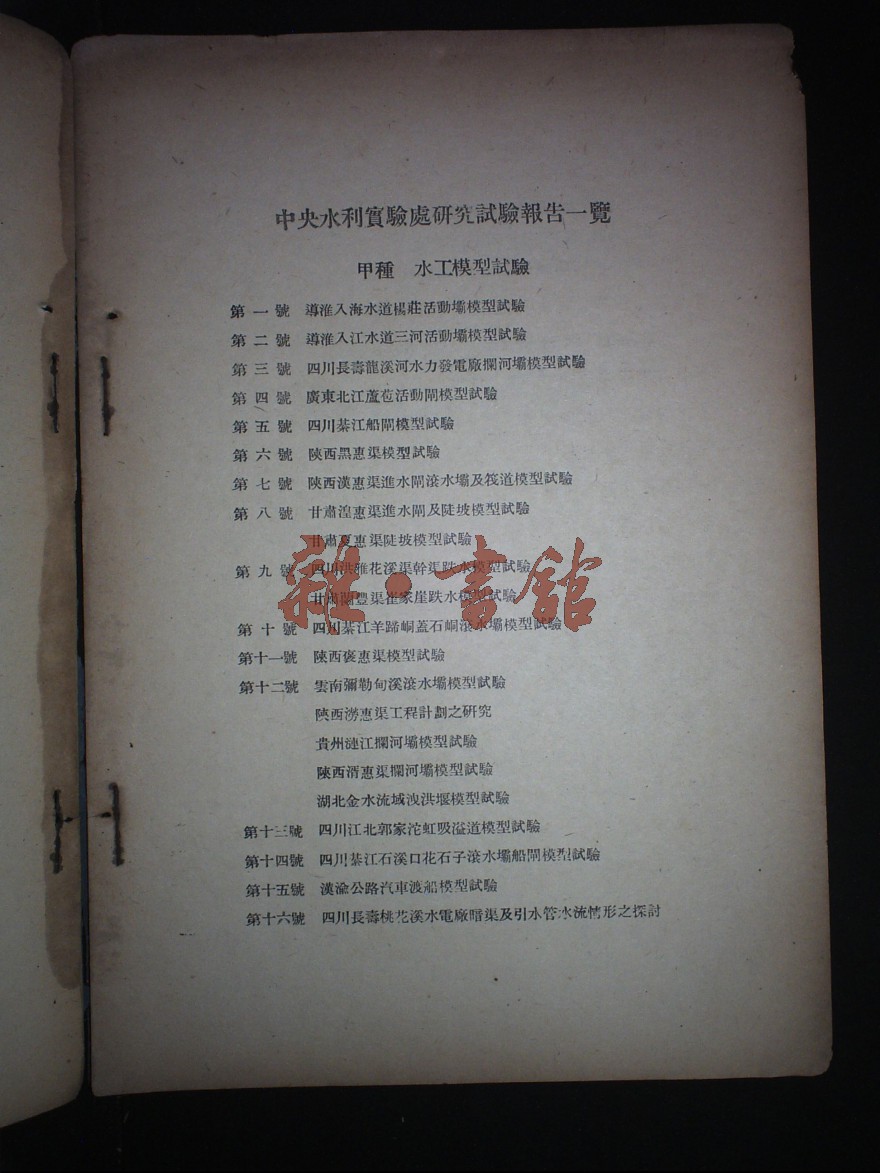 中央水利實驗處研究試驗報告一覽
甲種　水工模型試驗
第一號　導淮入海水道楊莊活動壩模型試驗
第二號　導淮入江水道三河活動壩模型試驗
第三號　四川長壽龍溪河水力發電廠攔河壩模型試驗
第四號　廣東北江蘆苞活動閘模型試驗
第五號　四川綦江船閘模型試驗
第六號　陝西黑惠渠模型試驗
第七號　陝西漢惠渠進水閘滾水壩及筏道模型試驗
第八號　甘肅湟惠渠進水閘及陡坡模型試驗
甘肅夏惠渠陡坡模型試驗
第九號　四川洪雅花溪渠幹渠跌水模型試驗
甘肅蘭豐渠崔家崖跌水模型試驗
第十號　四川綦江羊蹄峒蓋石峒滾水壩模型試驗
第十一號　陝西褒惠渠模型試驗
第十二號　雲南彌勒甸溪滾水壩模型試驗
陝西澇惠渠工程計劃之研究
貴州漣江攔河壩模型試驗
陝西湑惠渠攔河壩模型試驗
湖北金水流域洩洪堰模型試驗
第十三號　四川江北郭家沱虹吸溢道模型試驗
第十四號　四川綦江石溪口花石子滾水壩船閘模型試驗
第十五號　漢渝公路汽車渡船模型試驗
第十六號　四川長壽桃花溪水電廠暗渠及引水管水流情形之探討
雜·書館